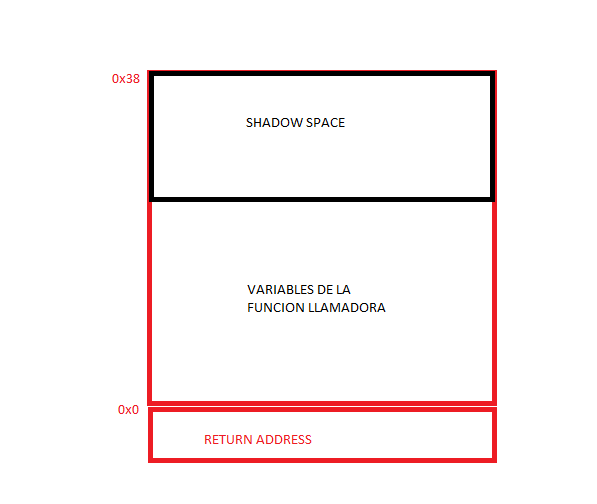 0x38
SHADOW SPACE
VARIABLES DE LA
FUNCION LLAMADORA
0x0
RETURN ADDRESS